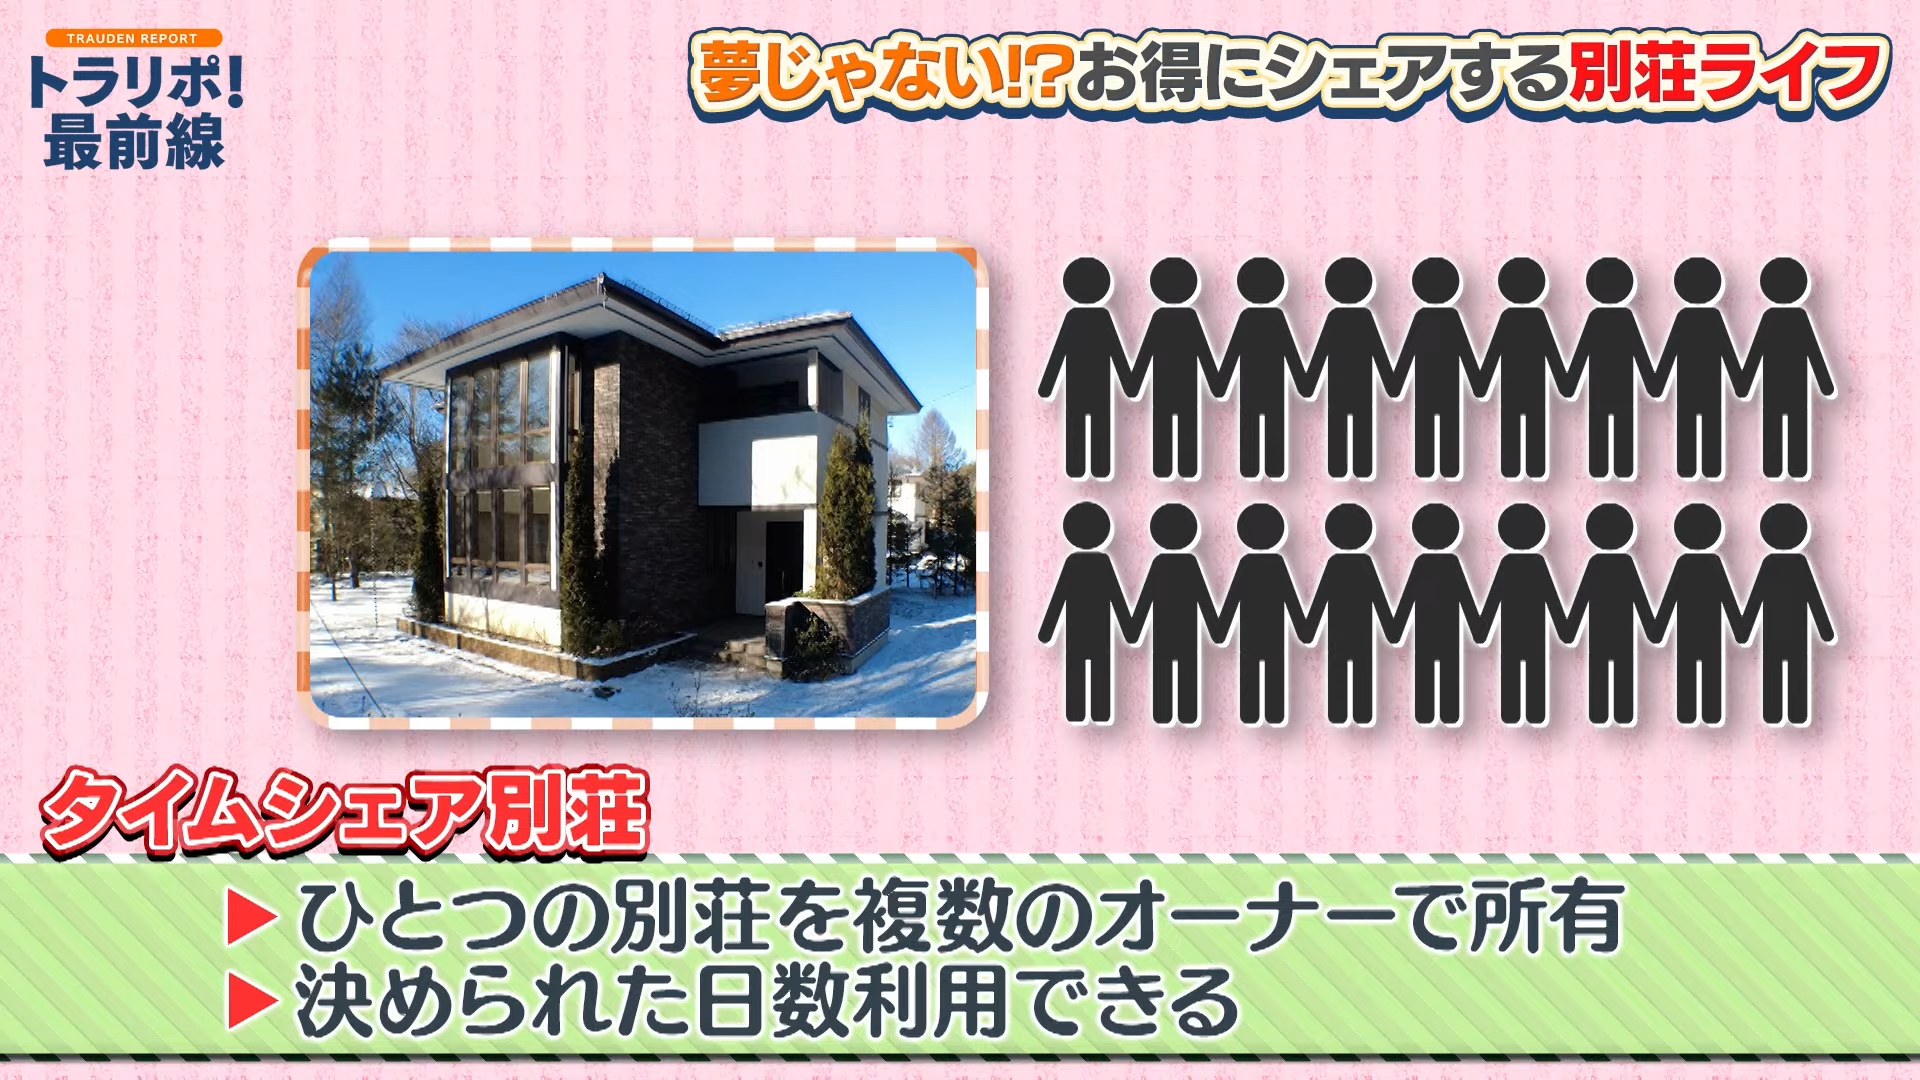 TRAUDEN REPORT
トラリポ!
最前線
夢じゃない!?お得にシェアする別荘ライフ
タイムシェア別荘
▶ひとつの別荘を複数のオーナーで所有
▶決められた日数利用できる